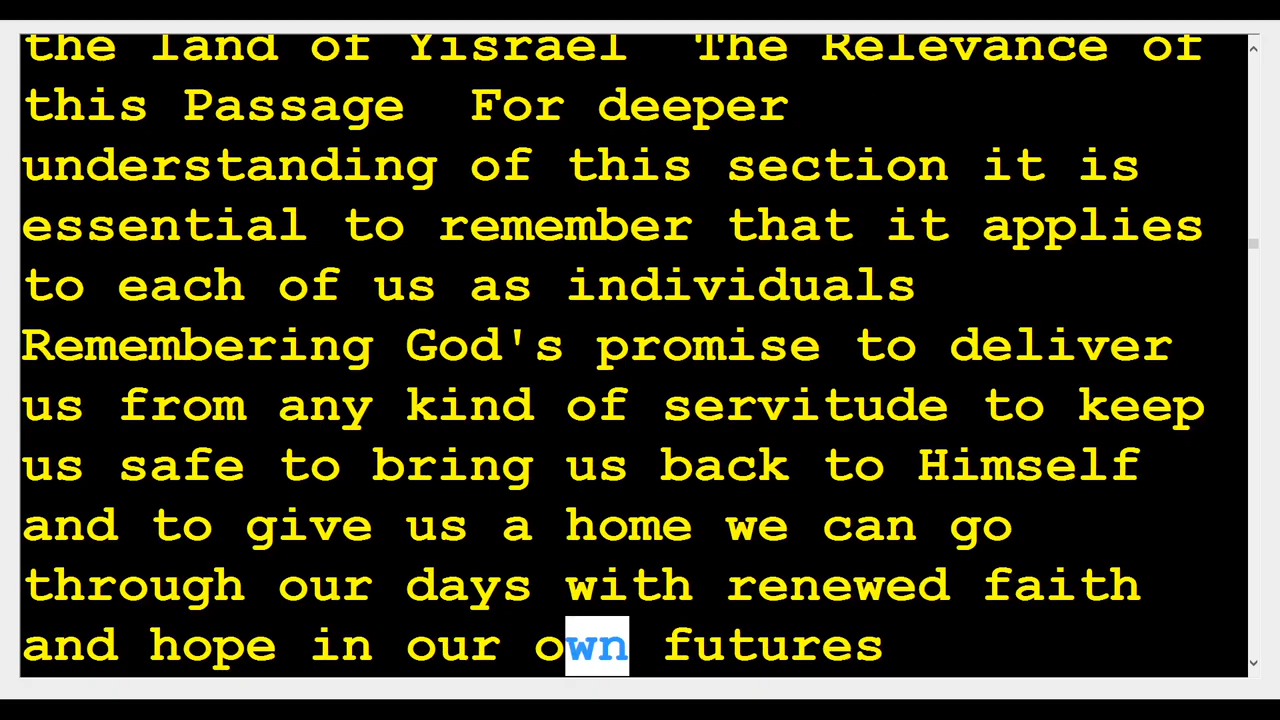 the land of Yisrael  The Relevance of
this Passage  For deeper
understanding of this section it is
essential to remember that it applies
to each of us as individuals
Remembering God's promise to deliver
us from any kind of servitude to keep
us safe to bring us back to Himself
and to give us a home we can go
through our days with renewed faith
and hope in our own futures